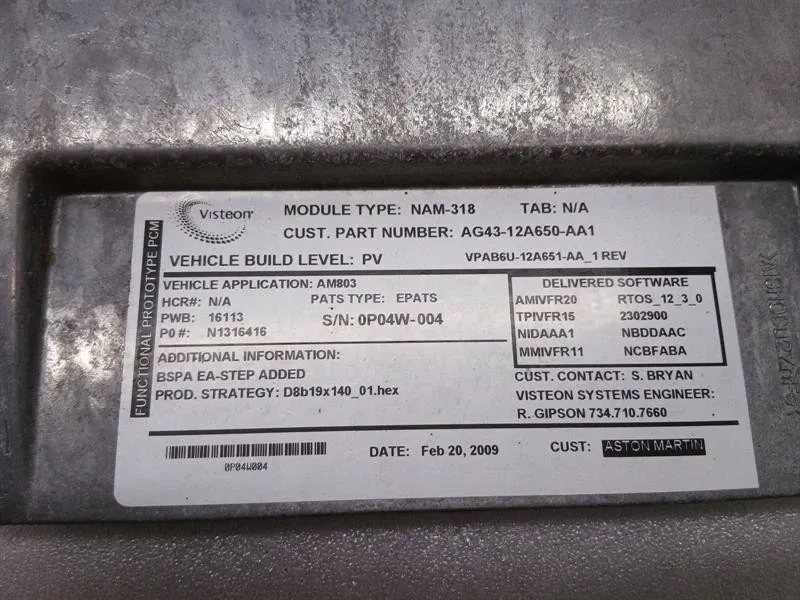 Visteon
MODULE TYPE: NAM-318 TAB: N/A
CUST. PART NUMBER: AG43-12A650-AA1
VEHICLE BUILD LEVEL: PV VPAB6U-12A651-AA_1 REV
FUNCTIONAL PROTOTYPE PCM
VEHICLE APPLICATION: AM803
HCR#: N/A PATS TYPE: EPATS
PWB: 16113 S/N: 0P04W-004
P0 #: N1316416
DELIVERED SOFTWARE
AMIVFR20 RTOS_12_3_0
TPIVFR15 2302900
NIDAAA1 NBDDAAC
MMIVFR11 NCBFABA
ADDITIONAL INFORMATION:
BSPA EA-STEP ADDED
PROD. STRATEGY: D8b19x140_01.hex
CUST. CONTACT: S. BRYAN
VISTEON SYSTEMS ENGINEER:
R. GIPSON 734.710.7660
0P04W004
DATE: Feb 20, 2009
CUST: ASTON MARTIN